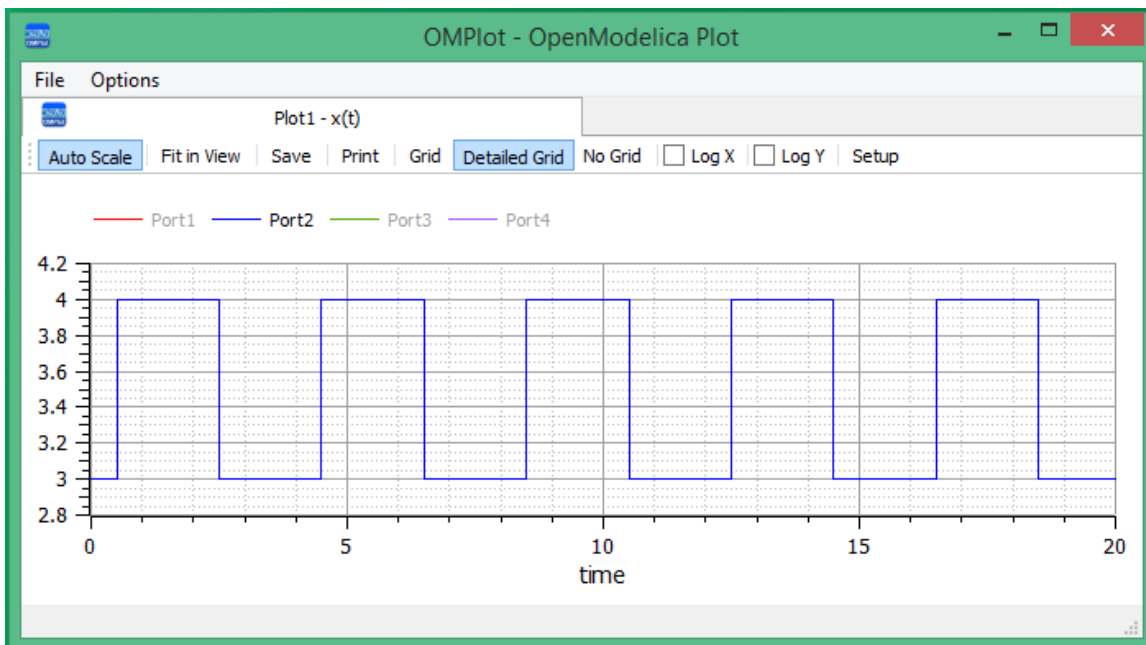 OMPlot - OpenModelica Plot
File Options
Plot1 - x(t)
Auto Scale Fit in View Save Print Grid Detailed Grid No Grid Log X Log Y Setup
Port1 Port2 Port3 Port4
4.2
4
3.8
3.6
3.4
3.2
3
2.8
0 5 10 15 20
time